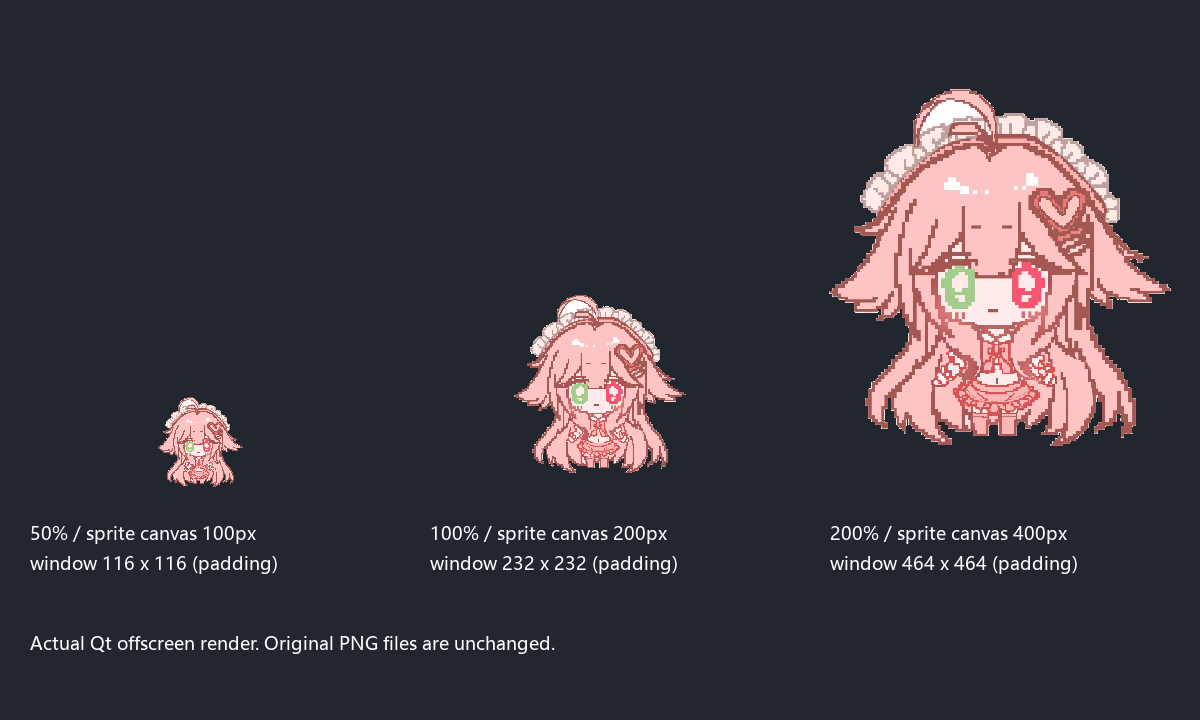 50% / sprite canvas 100px
window 116 x 116 (padding)
100% / sprite canvas 200px
window 232 x 232 (padding)
200% / sprite canvas 400px
window 464 x 464 (padding)
Actual Qt offscreen render. Original PNG files are unchanged.